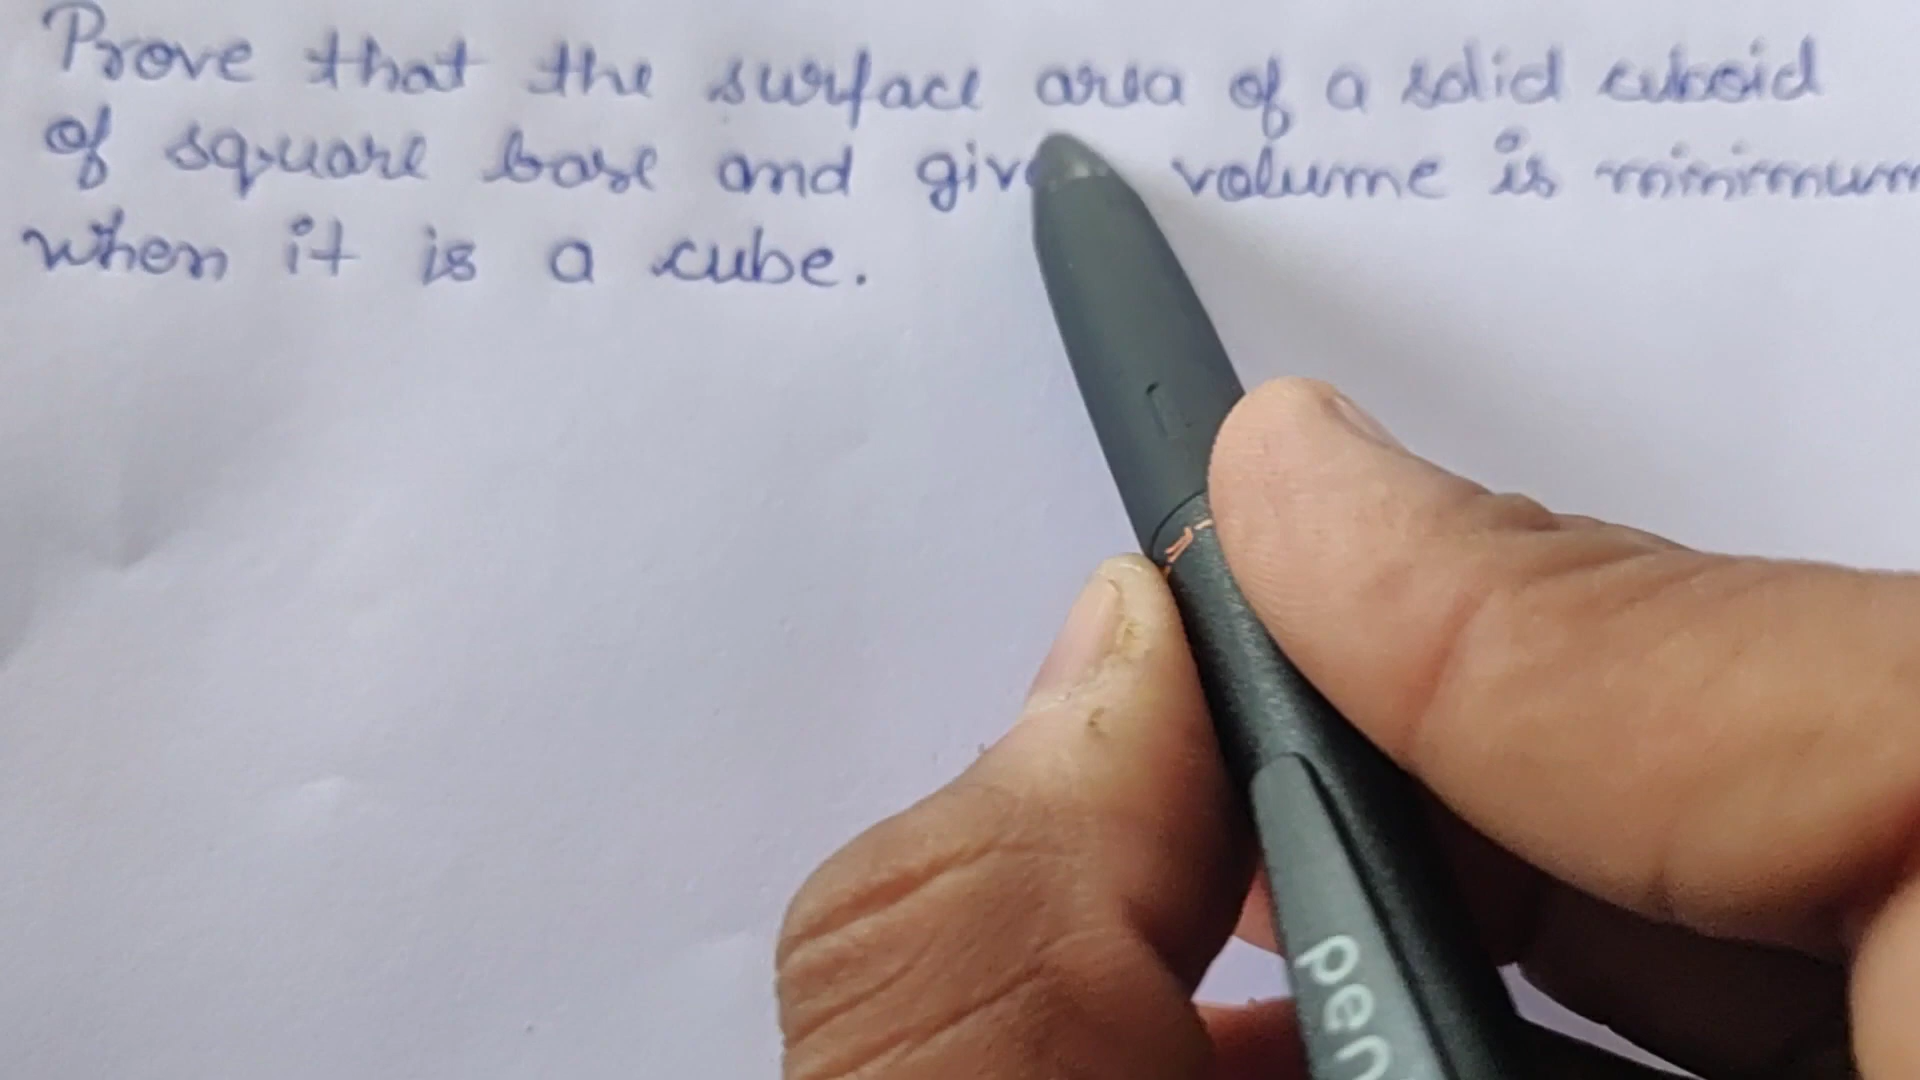 Prove that the surface area of a solid cuboid
of square base and give volume is minimum
when it is a cube.
pen